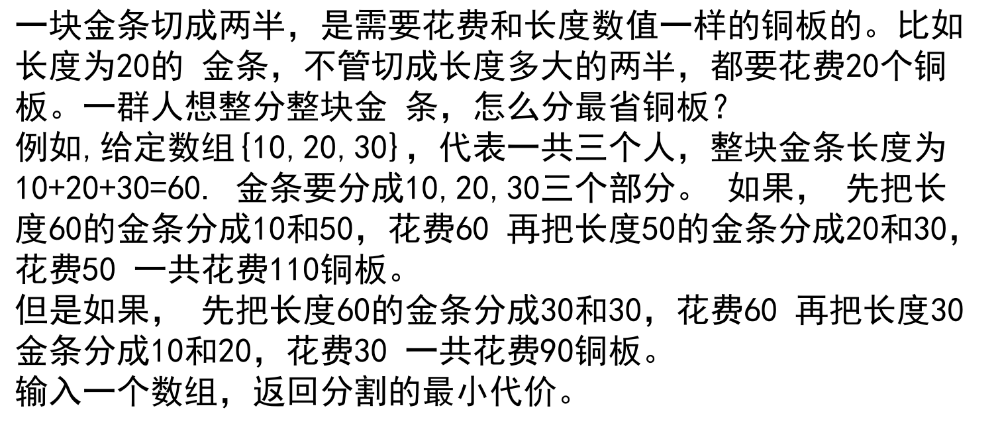 一块金条切成两半，是需要花费和长度数值一样的铜板的。比如
长度为20的 金条，不管切成长度多大的两半，都要花费20个铜
板。一群人想整分整块金 条，怎么分最省铜板?
例如,给定数组{10,20,30}，代表一共三个人，整块金条长度为
10+20+30=60. 金条要分成10,20,30三个部分。 如果， 先把长
度60的金条分成10和50，花费60 再把长度50的金条分成20和30，
花费50 一共花费110铜板。
但是如果， 先把长度60的金条分成30和30，花费60 再把长度30
金条分成10和20，花费30 一共花费90铜板。
输入一个数组，返回分割的最小代价。